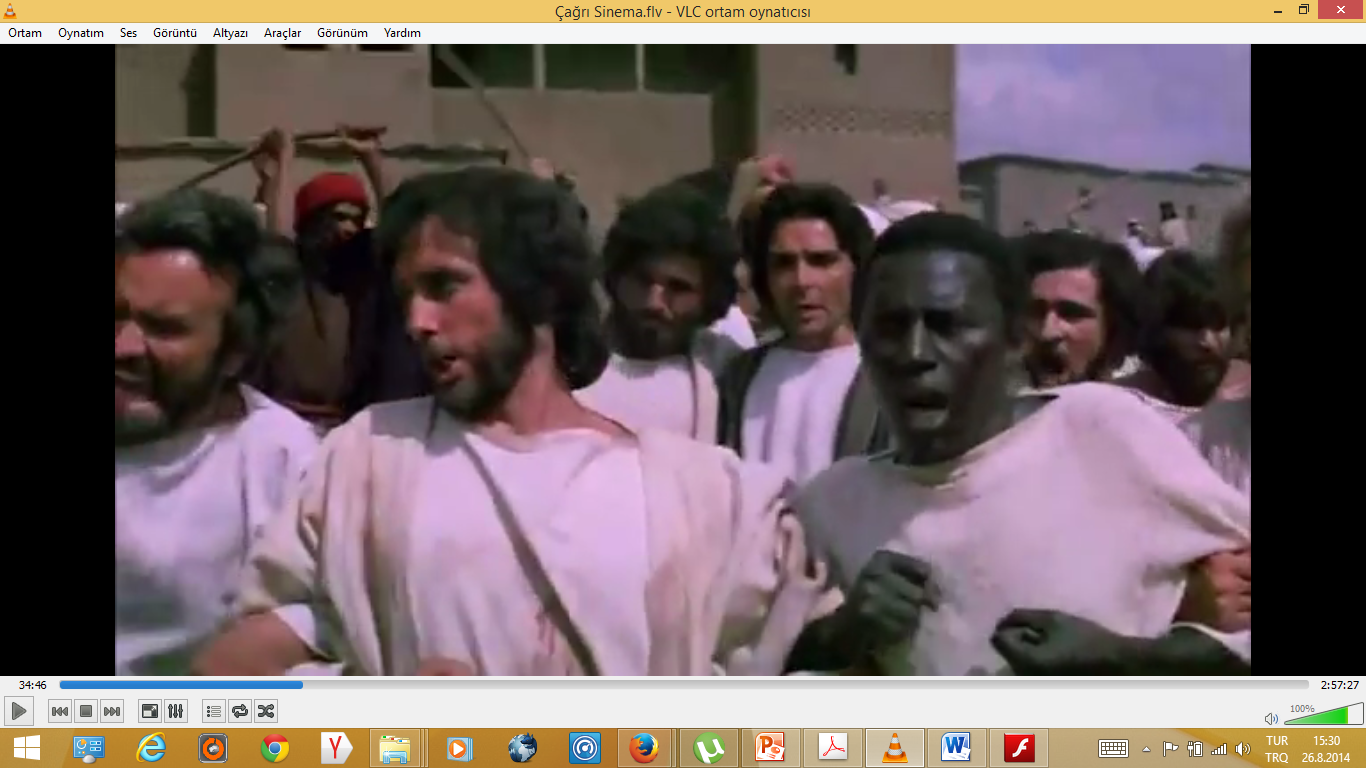 Çağrı Sinema.flv - VLC ortam oynatıcısı
Ortam Oynatım Ses Görüntü Altyazı Araçlar Görünüm Yardım
34:46 2:57:27
100%
TUR 15:30
TRQ 26.8.2014